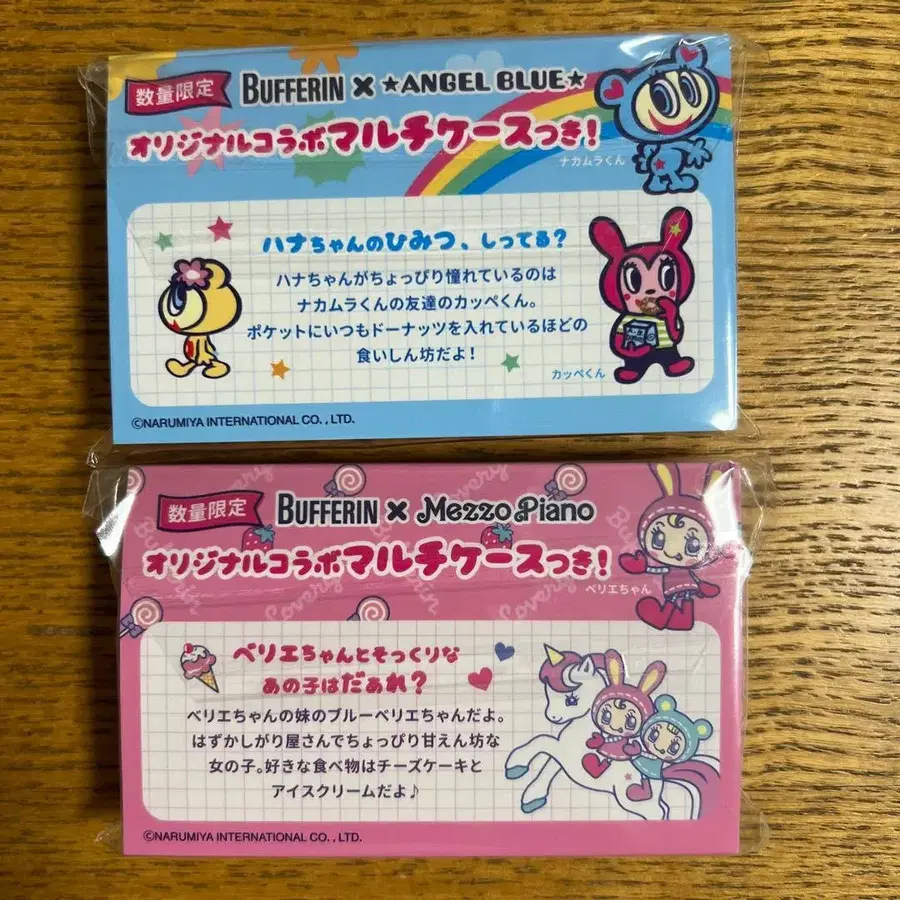 数量限定 BUFFERIN × ★ANGEL BLUE★
オリジナルコラボマルチケースつき!
ナカムラくん
ハナちゃんのひみつ、しってる?
ハナちゃんがちょっぴり憧れているのは
ナカムラくんの友達のカッペくん。
ポケットにいつもドーナッツを入れているほどの
食いしん坊だよ!
カッペくん
©NARUMIYA INTERNATIONAL CO., LTD.
数量限定 BUFFERIN × Mezzo Piano
オリジナルコラボマルチケースつき!
ベリエちゃん
ベリエちゃんとそっくりな
あの子はだぁれ?
ベリエちゃんの妹のブルーベリエちゃんだよ。
はずかしがり屋さんでちょっぴり甘えん坊な
女の子。好きな食べ物はチーズケーキと
アイスクリームだよ♪
©NARUMIYA INTERNATIONAL CO., LTD.